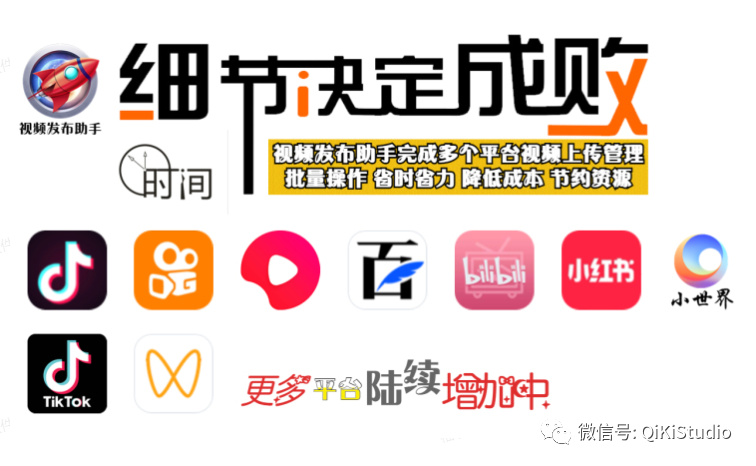 细节决定成败
视频发布助手
时间
视频发布助手完成多个平台视频上传管理
批量操作 省时省力 降低成本 节约资源
百
bilibili
小红书
小世界
TikTok
更多平台陆续增加中
微信号: QiKiStudio